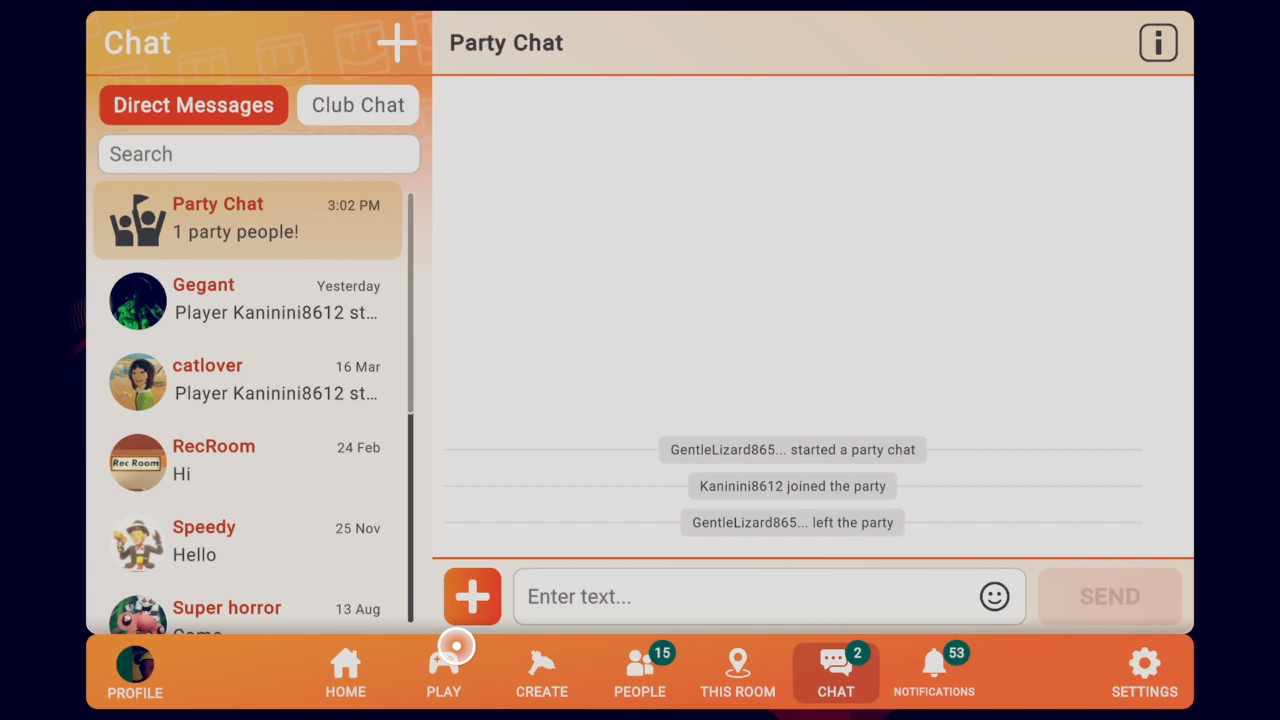 Chat
Party Chat
Direct Messages
Club Chat
Search
Party Chat
3:02 PM
1 party people!
Gegant
Yesterday
Player Kaninini8612 st...
catlover
16 Mar
Player Kaninini8612 st...
Rec Room
RecRoom
24 Feb
Hi
Speedy
25 Nov
Hello
Super horror
13 Aug
GentleLizard865... started a party chat
Kaninini8612 joined the party
GentleLizard865... left the party
Enter text...
SEND
PROFILE
HOME
PLAY
CREATE
15
PEOPLE
THIS ROOM
2
CHAT
53
NOTIFICATIONS
SETTINGS